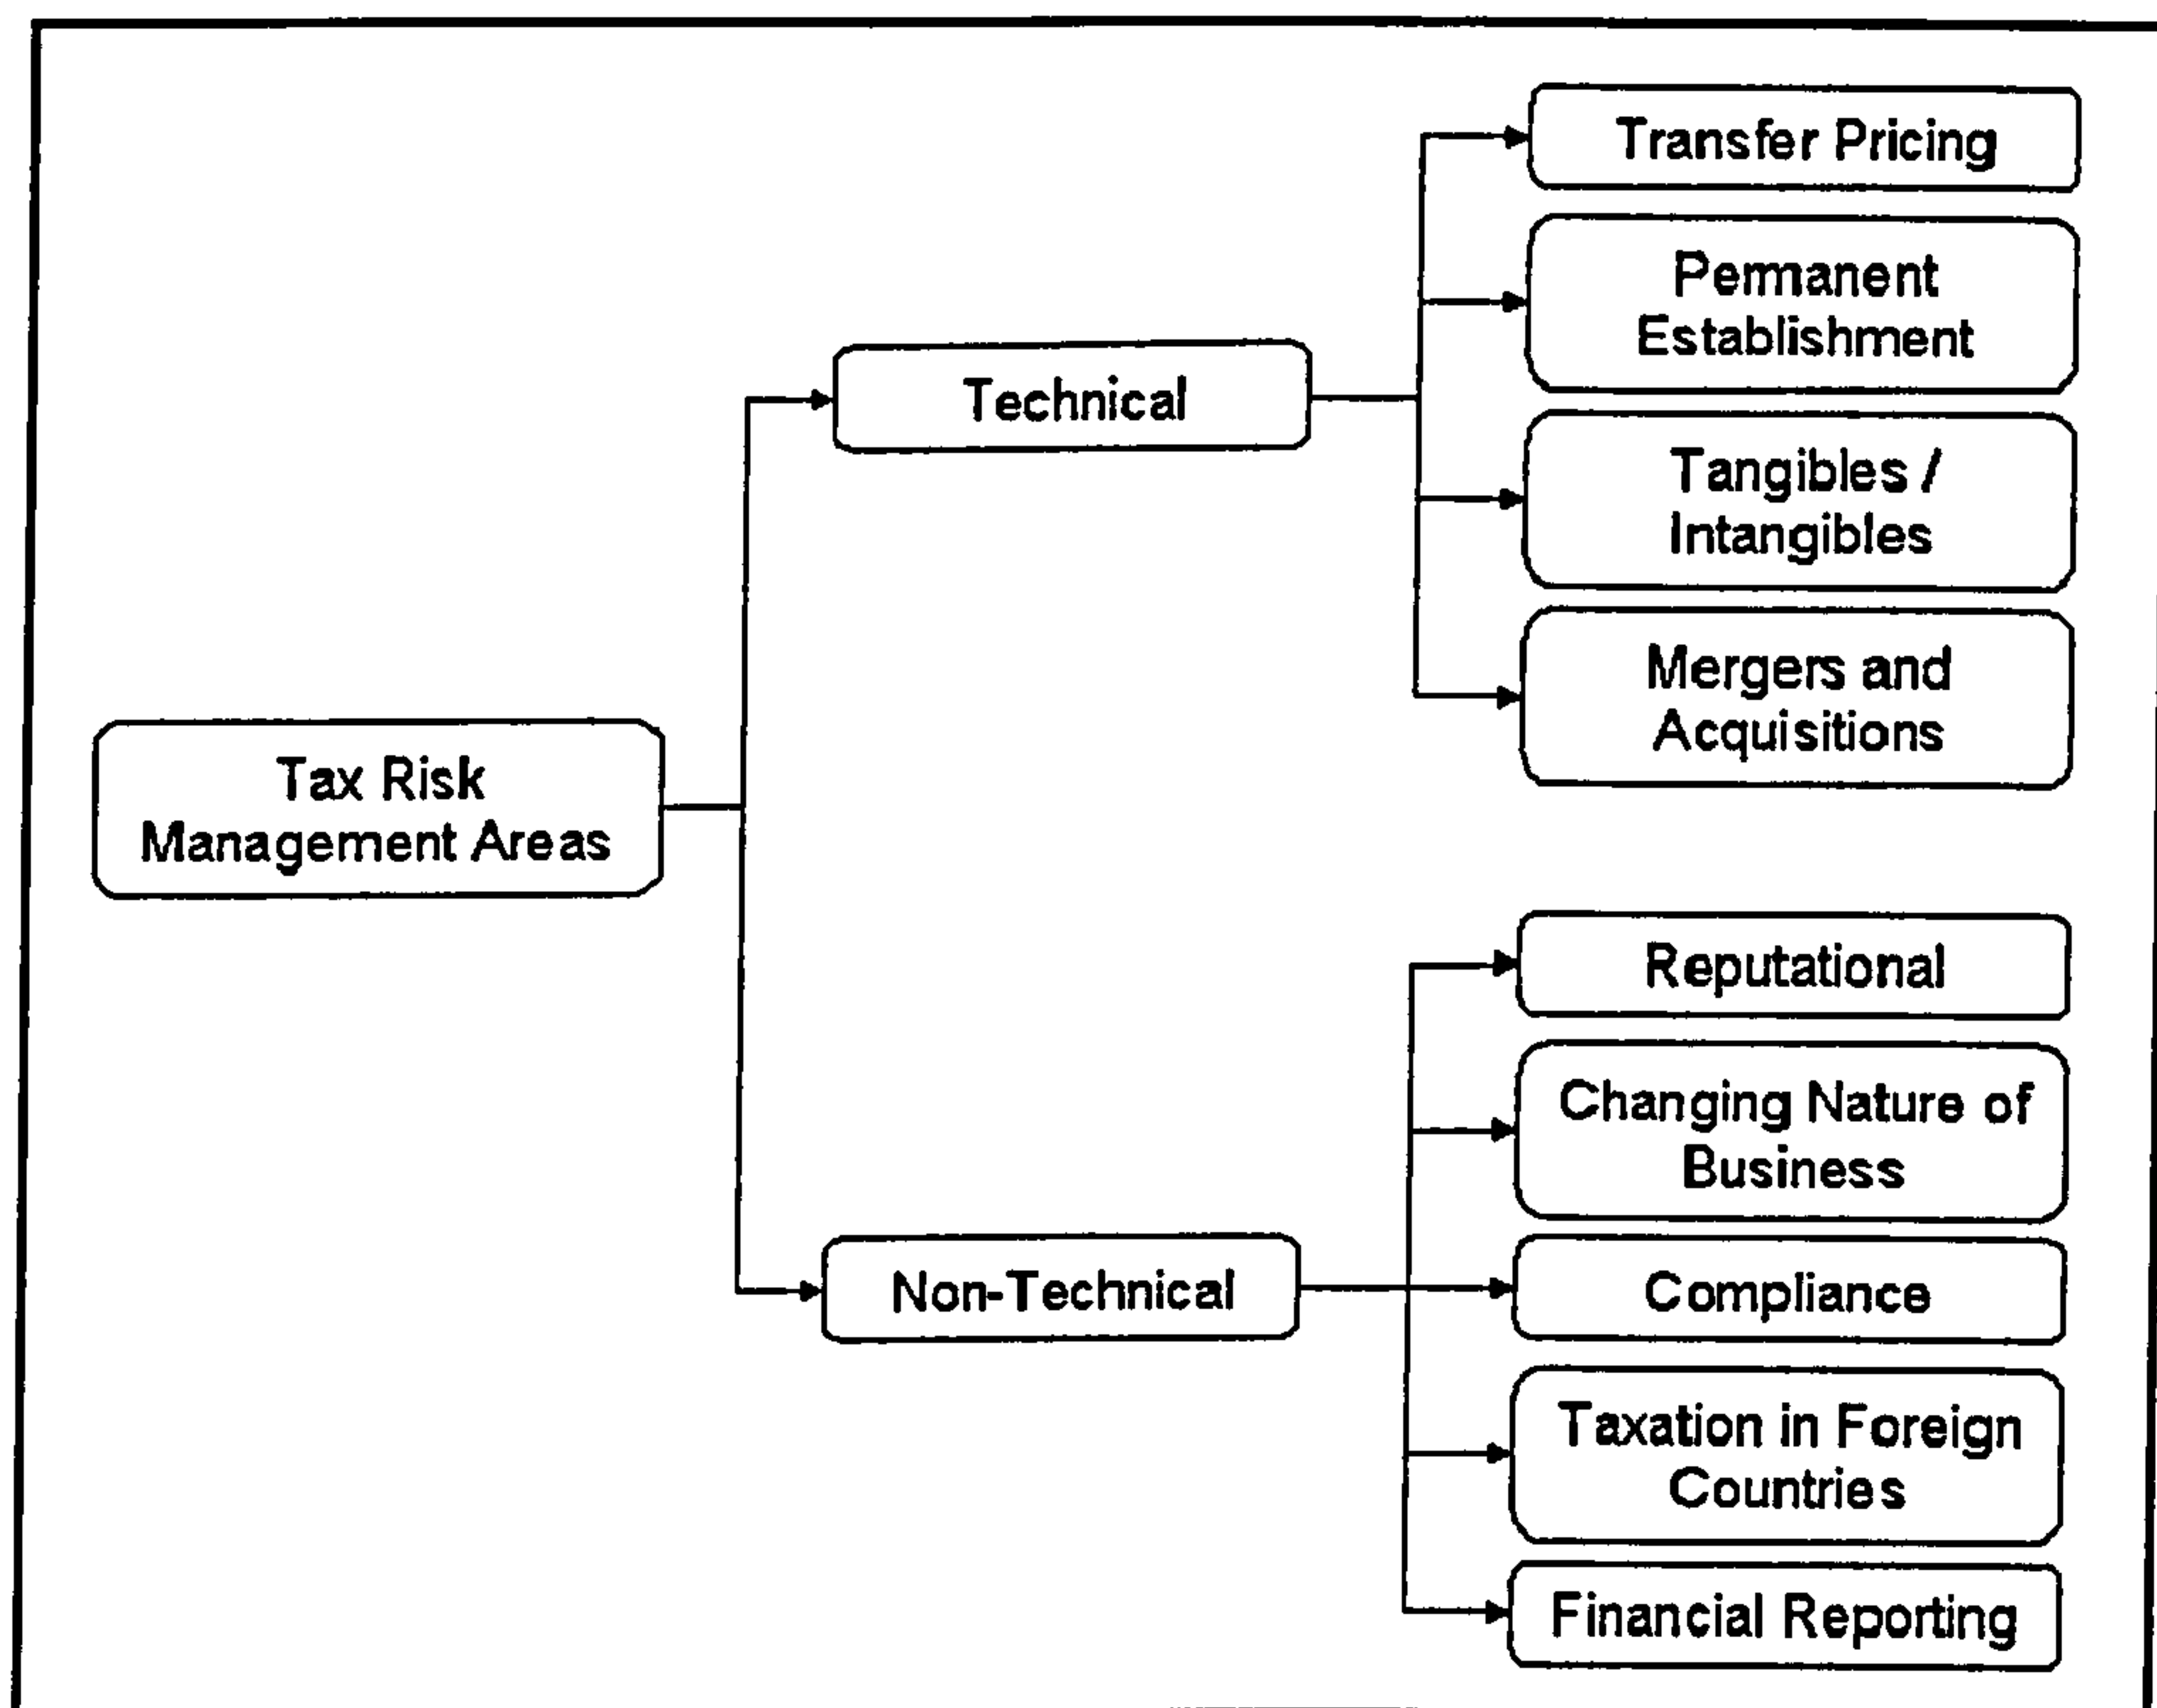 Transfer Pricing
Permanent
Establishment
Technical
Tangibles /
Intangibles
Mergers and
Acquisitions
Tax Risk
Management Areas
Reputational
Changing Nature of
Business
Non-Technical
Compliance
Taxation in Foreign
Countries
Financial Reporting